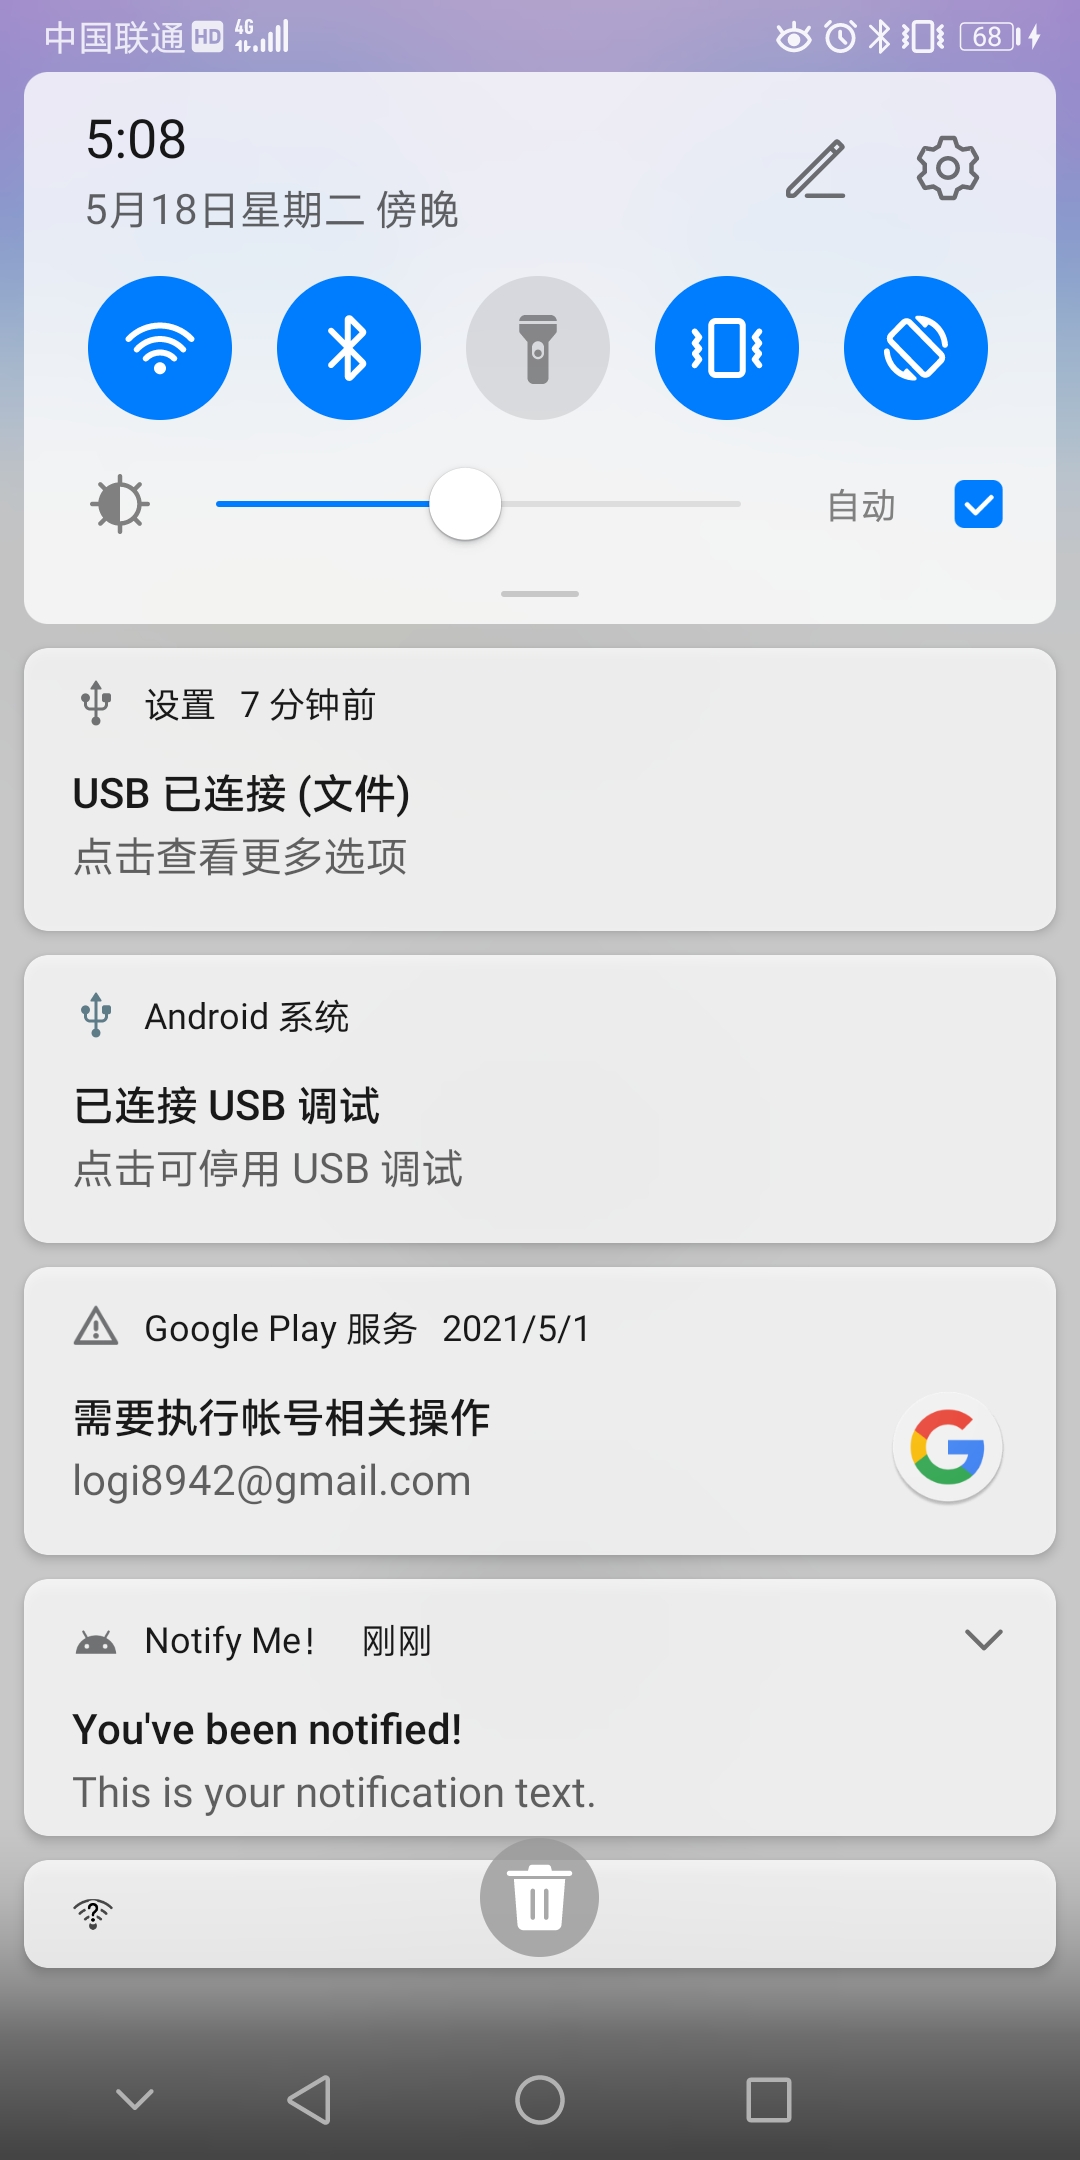 中国联通 HD 4G 68
5:08
5月18日星期二 傍晚
自动
设置 7 分钟前
USB 已连接 (文件)
点击查看更多选项
Android 系统
已连接 USB 调试
点击可停用 USB 调试
Google Play 服务 2021/5/1
需要执行帐号相关操作
logi8942@gmail.com
Notify Me! 刚刚
You've been notified!
This is your notification text.